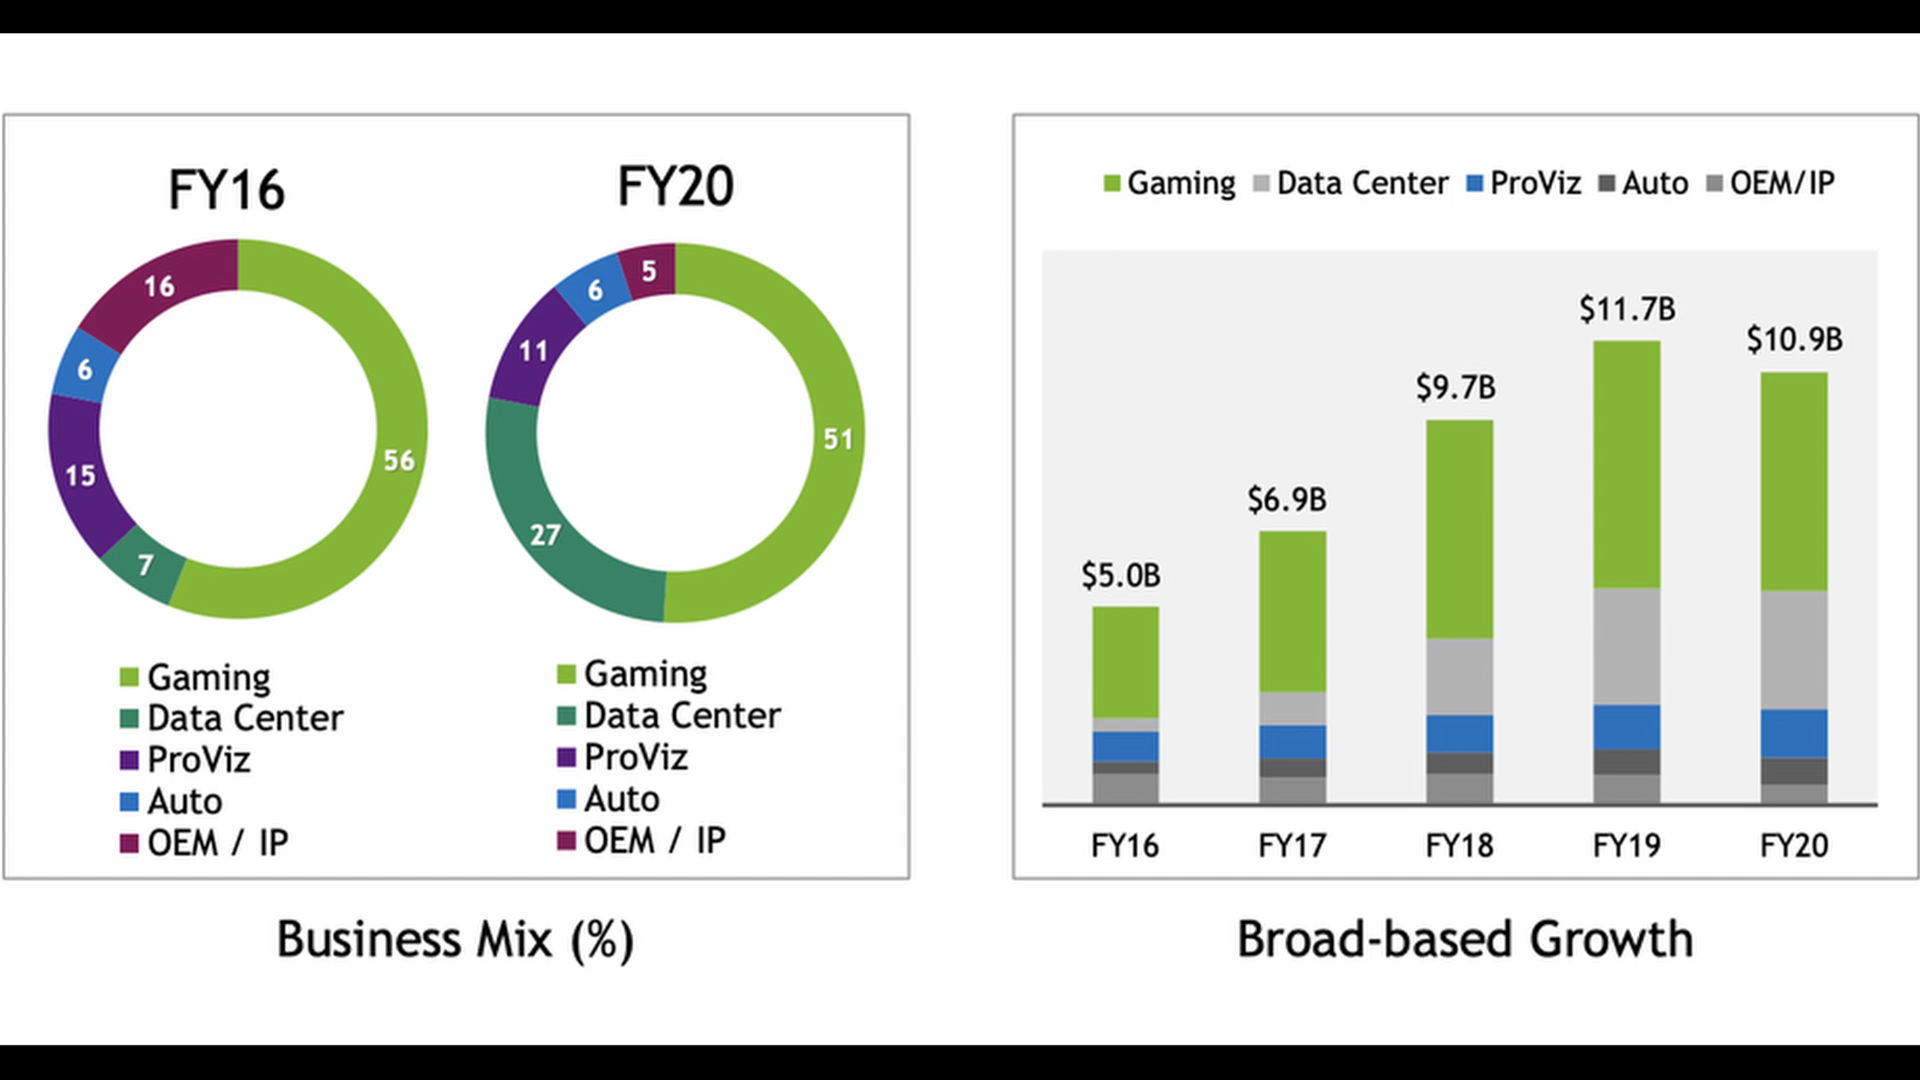 FY16
16
6
15
7
56
Gaming
Data Center
ProViz
Auto
OEM / IP
FY20
5
6
11
27
51
Gaming
Data Center
ProViz
Auto
OEM / IP
Business Mix (%)
Gaming Data Center ProViz Auto OEM/IP
$5.0B
$6.9B
$9.7B
$11.7B
$10.9B
FY16 FY17 FY18 FY19 FY20
Broad-based Growth